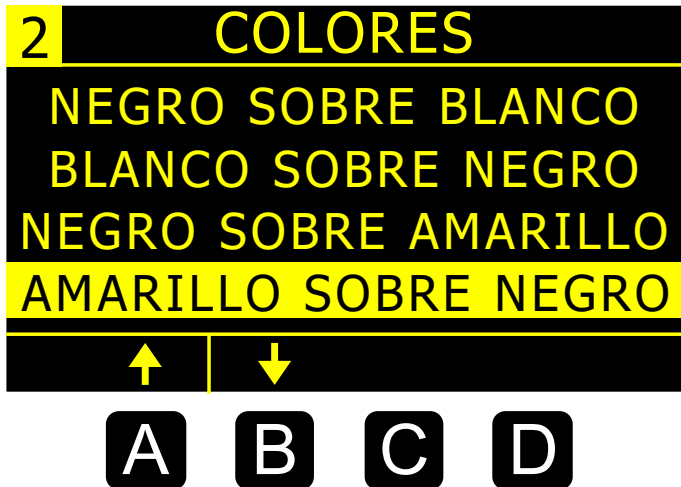 2 COLORES
NEGRO SOBRE BLANCO
BLANCO SOBRE NEGRO
NEGRO SOBRE AMARILLO
AMARILLO SOBRE NEGRO
A B C D